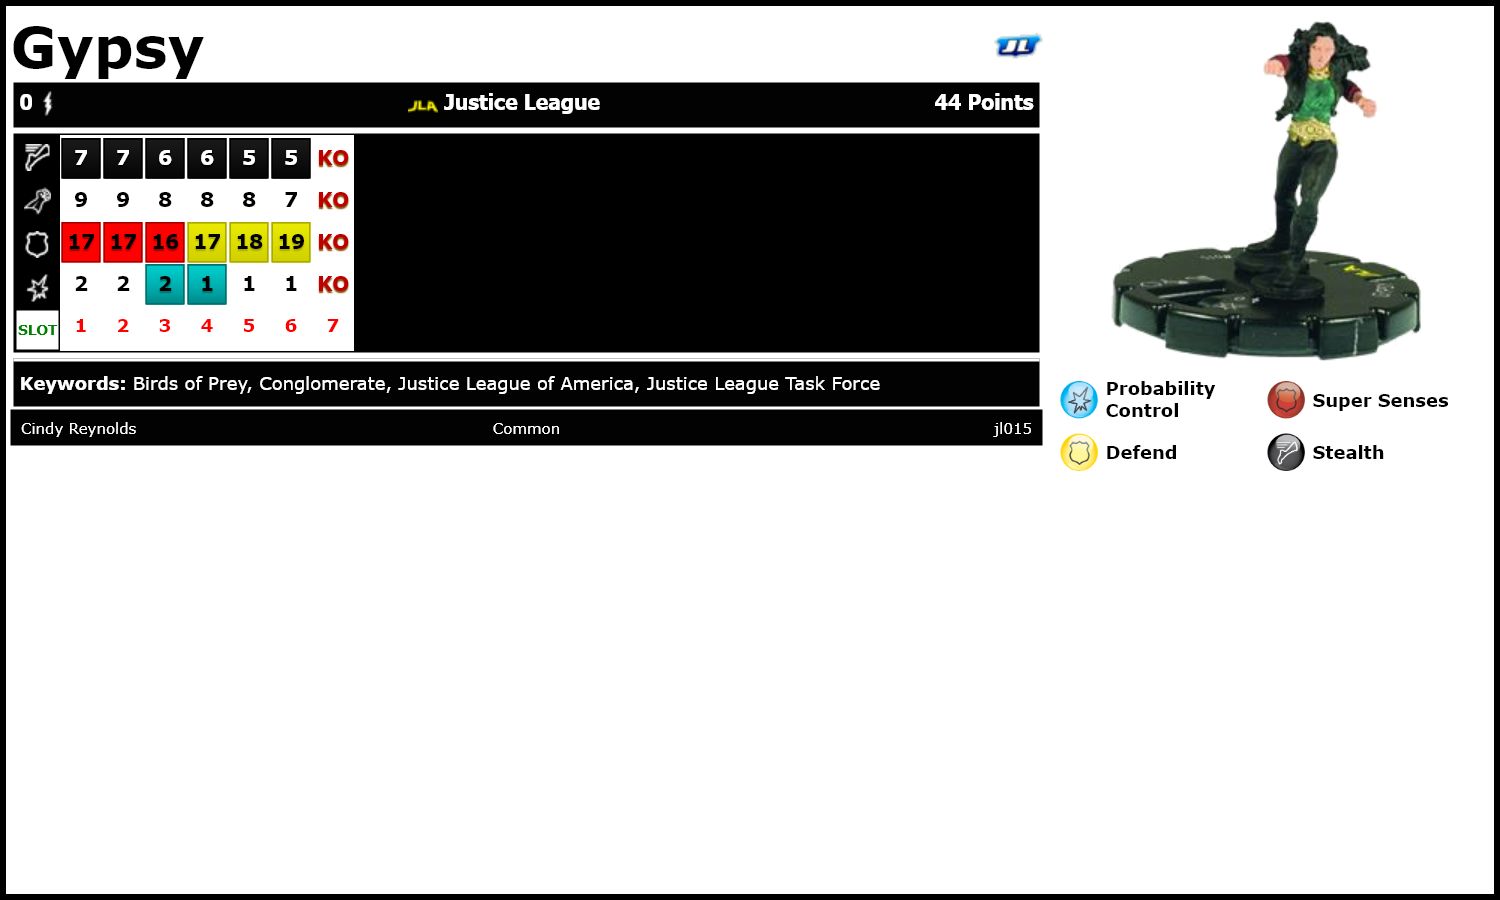 Gypsy
JL
0 JLA Justice League 44 Points
7 7 6 6 5 5 KO
9 9 8 8 8 7 KO
17 17 16 17 18 19 KO
2 2 2 1 1 1 KO
SLOT 1 2 3 4 5 6 7
Keywords: Birds of Prey, Conglomerate, Justice League of America, Justice League Task Force
Cindy Reynolds Common jl015
Probability
Control
Super Senses
Defend
Stealth